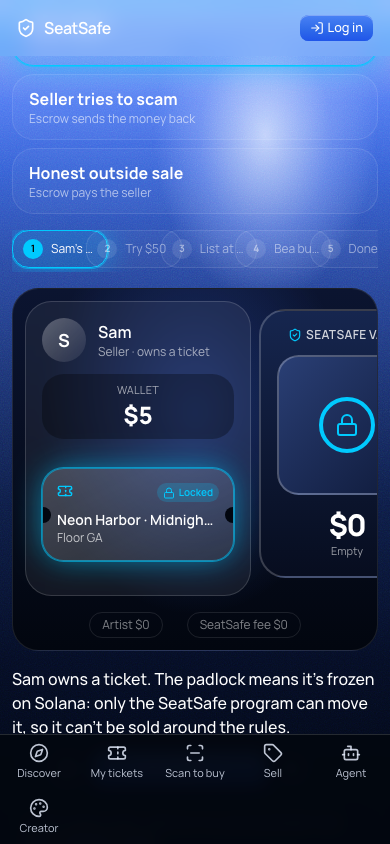 SeatSafe
Log in
Seller tries to scam
Escrow sends the money back
Honest outside sale
Escrow pays the seller
1 Sam's ... 2 Try $50 3 List at ... 4 Bea bu... 5 Done
S
Sam
Seller · owns a ticket
WALLET
$5
Locked
Neon Harbor · Midnigh...
Floor GA
SEATSAFE
$0
Empty
Artist $0
SeatSafe fee $0
Sam owns a ticket. The padlock means it's frozen
on Solana: only the SeatSafe program can move
it, so it can't be sold around the rules.
Discover
My tickets
Scan to buy
Sell
Agent
Creator